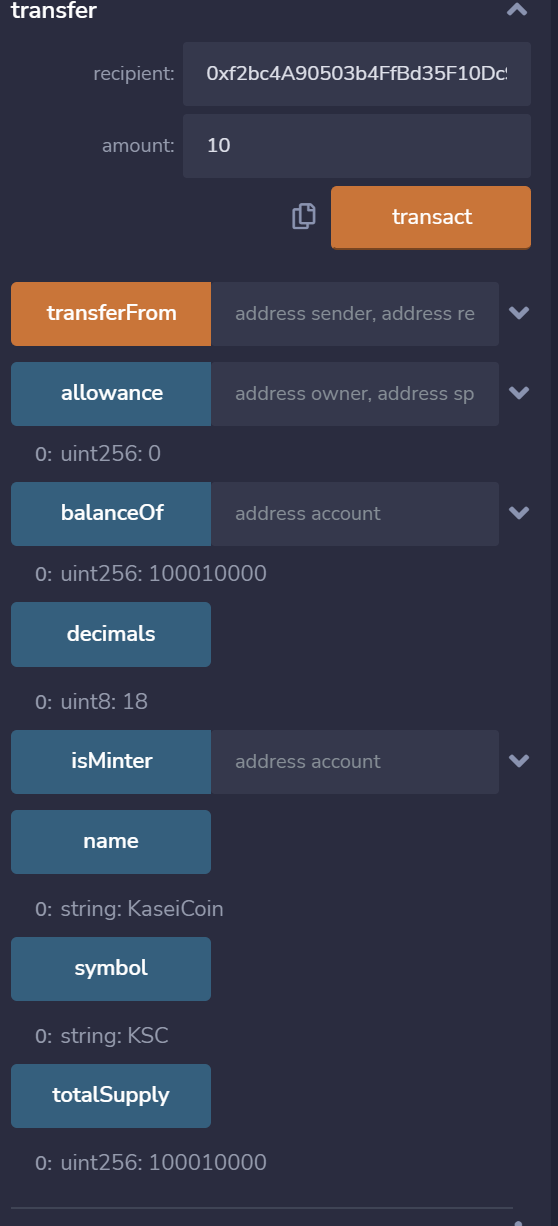 transfer
recipient: 0xf2bc4A90503b4FfBd35F10Dc
amount: 10
transact
transferFrom address sender, address re
allowance address owner, address sp
0: uint256: 0
balanceOf address account
0: uint256: 100010000
decimals
0: uint8: 18
isMinter address account
name
0: string: KaseiCoin
symbol
0: string: KSC
totalSupply
0: uint256: 100010000